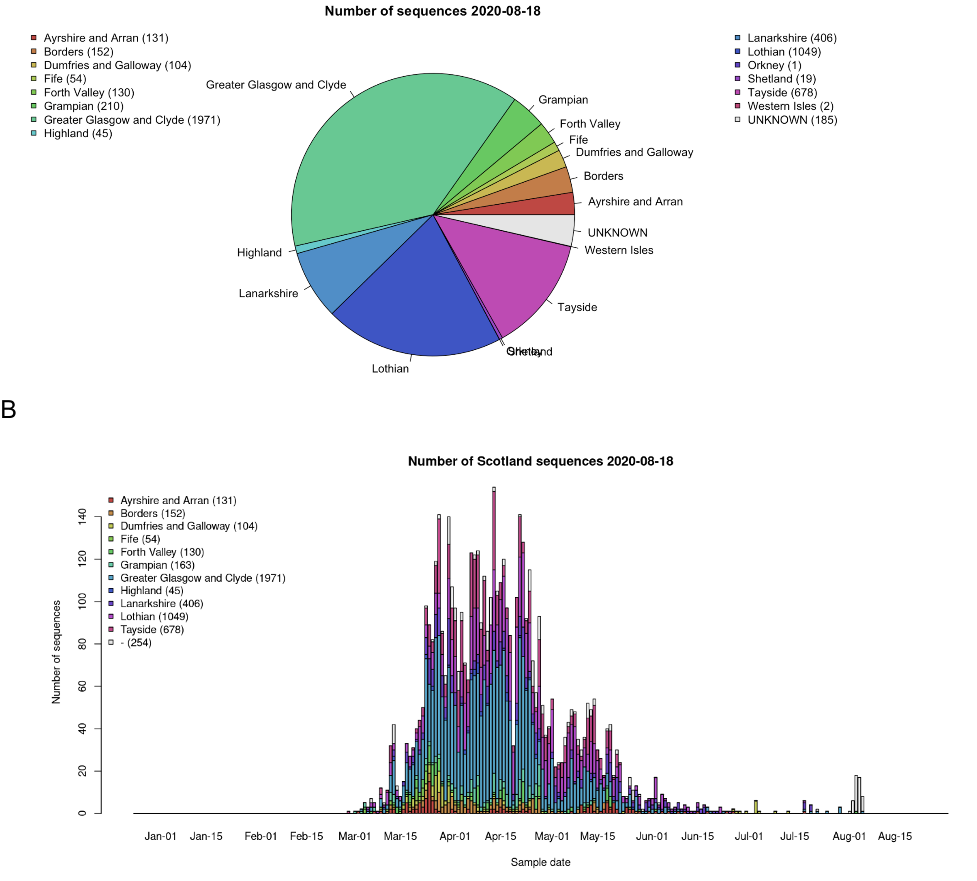 Number of sequences 2020-08-18
Ayrshire and Arran (131)
Borders (152)
Dumfries and Galloway (104)
Fife (54)
Forth Valley (130)
Grampian (210)
Greater Glasgow and Clyde (1971)
Highland (45)
Lanarkshire (406)
Lothian (1049)
Orkney (1)
Shetland (19)
Tayside (678)
Western Isles (2)
UNKNOWN (185)
Greater Glasgow and Clyde
Grampian
Forth Valley
Fife
Dumfries and Galloway
Borders
Ayrshire and Arran
UNKNOWN
Western Isles
Tayside
Shetland
Orkney
Lothian
Lanarkshire
Highland
B
Number of Scotland sequences 2020-08-18
Ayrshire and Arran (131)
Borders (152)
Dumfries and Galloway (104)
Fife (54)
Forth Valley (130)
Grampian (163)
Greater Glasgow and Clyde (1971)
Highland (45)
Lanarkshire (406)
Lothian (1049)
Tayside (678)
- (254)
Number of sequences
140
120
100
80
60
40
20
0
Jan-01 Jan-15 Feb-01 Feb-15 Mar-01 Mar-15 Apr-01 Apr-15 May-01 May-15 Jun-01 Jun-15 Jul-01 Jul-15 Aug-01 Aug-15
Sample date